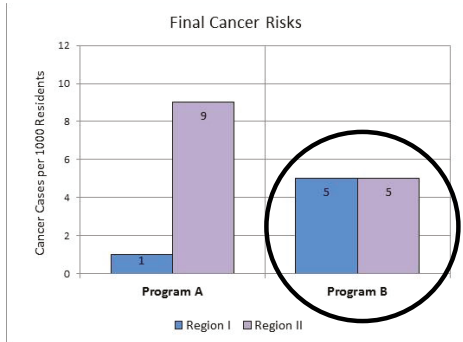 Final Cancer Risks
Cancer Cases per 1000 Residents
12
10
8
6
4
2
0
1
9
5
5
Program A
Program B
Region I
Region II